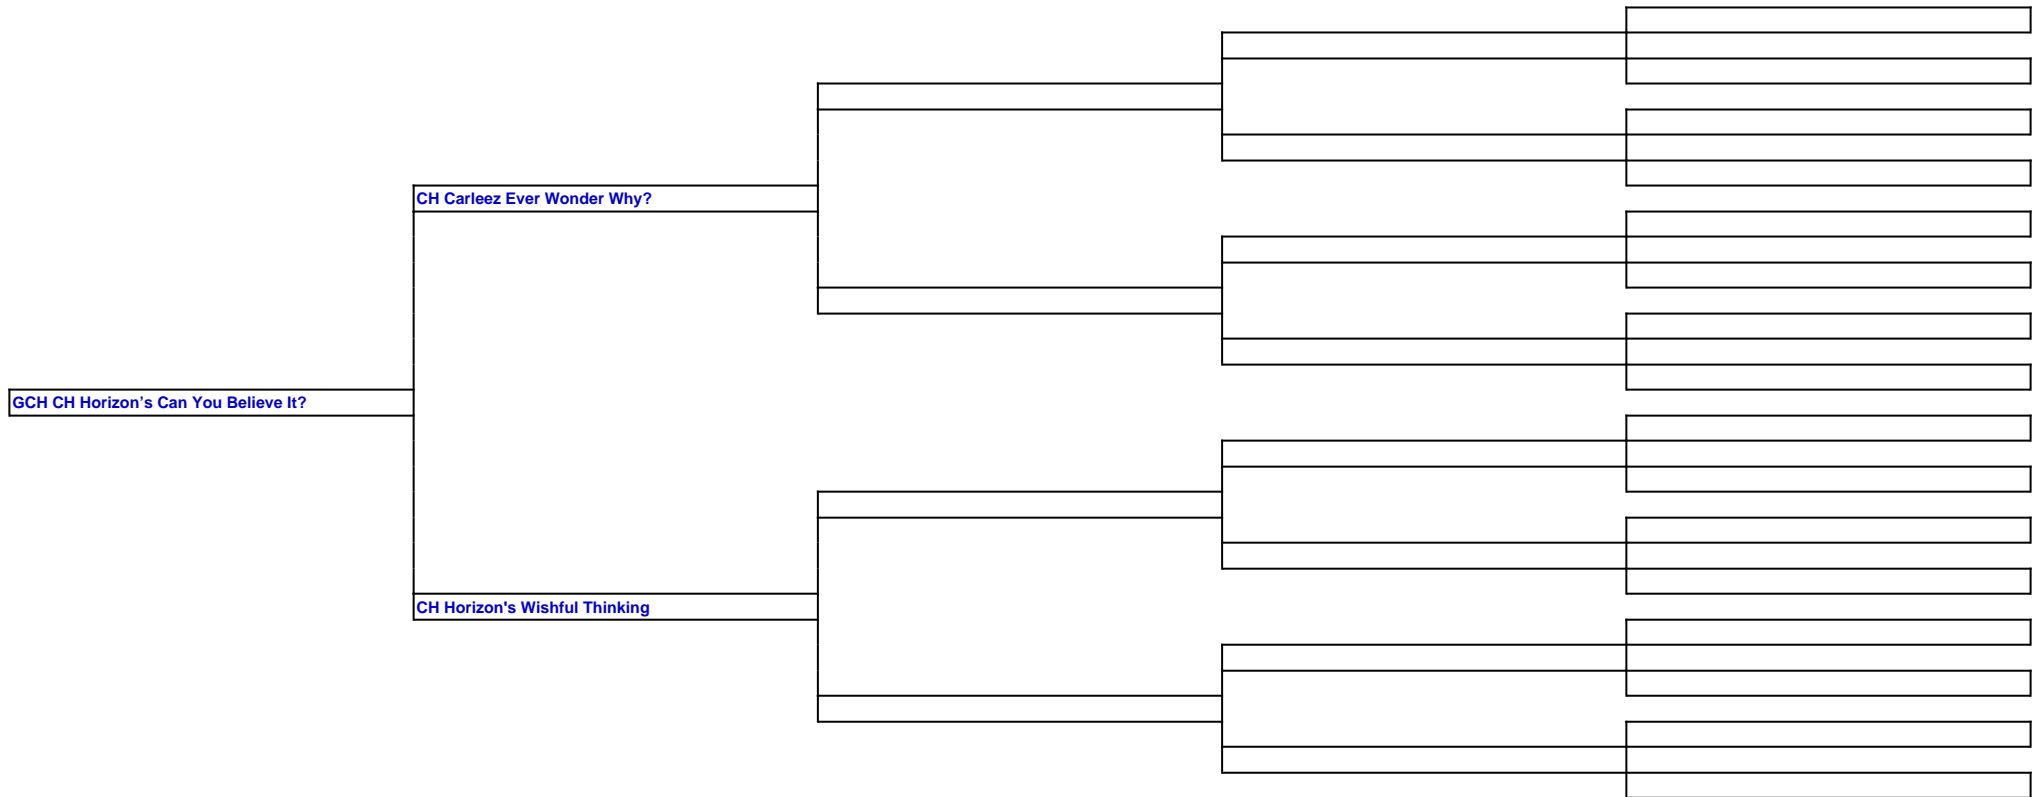 CH Carleez Ever Wonder Why?
GCH CH Horizon’s Can You Believe It?
CH Horizon's Wishful Thinking